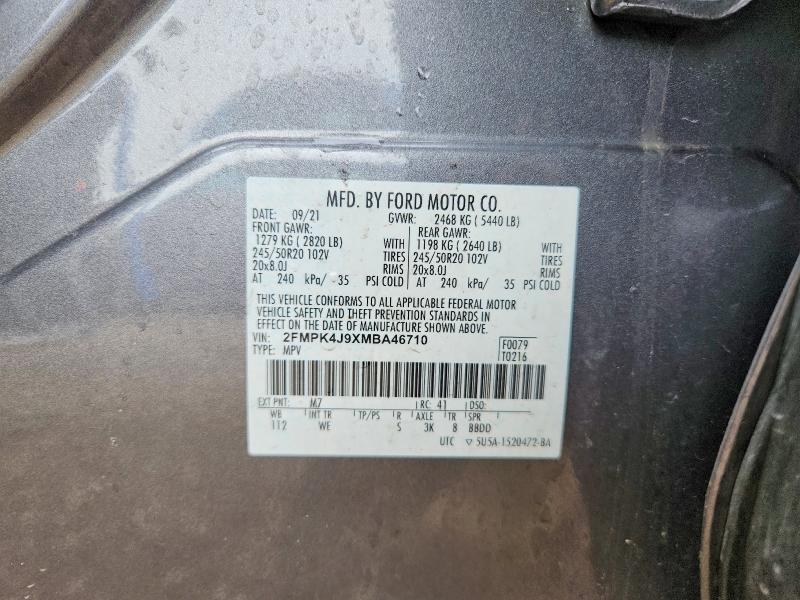 MFD. BY FORD MOTOR CO.
DATE: 09/21 GVWR: 2468 KG ( 5440 LB)
FRONT GAWR: REAR GAWR:
1279 KG ( 2820 LB) WITH 1198 KG ( 2640 LB) WITH
245/50R20 102V TIRES 245/50R20 102V TIRES
20x8.0J RIMS 20x8.0J RIMS
AT 240 kPa/ 35 PSI COLD AT 240 kPa/ 35 PSI COLD
THIS VEHICLE CONFORMS TO ALL APPLICABLE FEDERAL MOTOR
VEHICLE SAFETY AND THEFT PREVENTION STANDARDS IN
EFFECT ON THE DATE OF MANUFACTURE SHOWN ABOVE.
VIN: 2FMPK4J9XMBA46710 F0079
TYPE: MPV T0216
EXT PNT: M7 RC: 41 DSO:
WB INT TR TP/PS R AXLE TR SPR
112 WE S 3K 8 BBDD
UTC ▽ 5U5A-1520472-BA